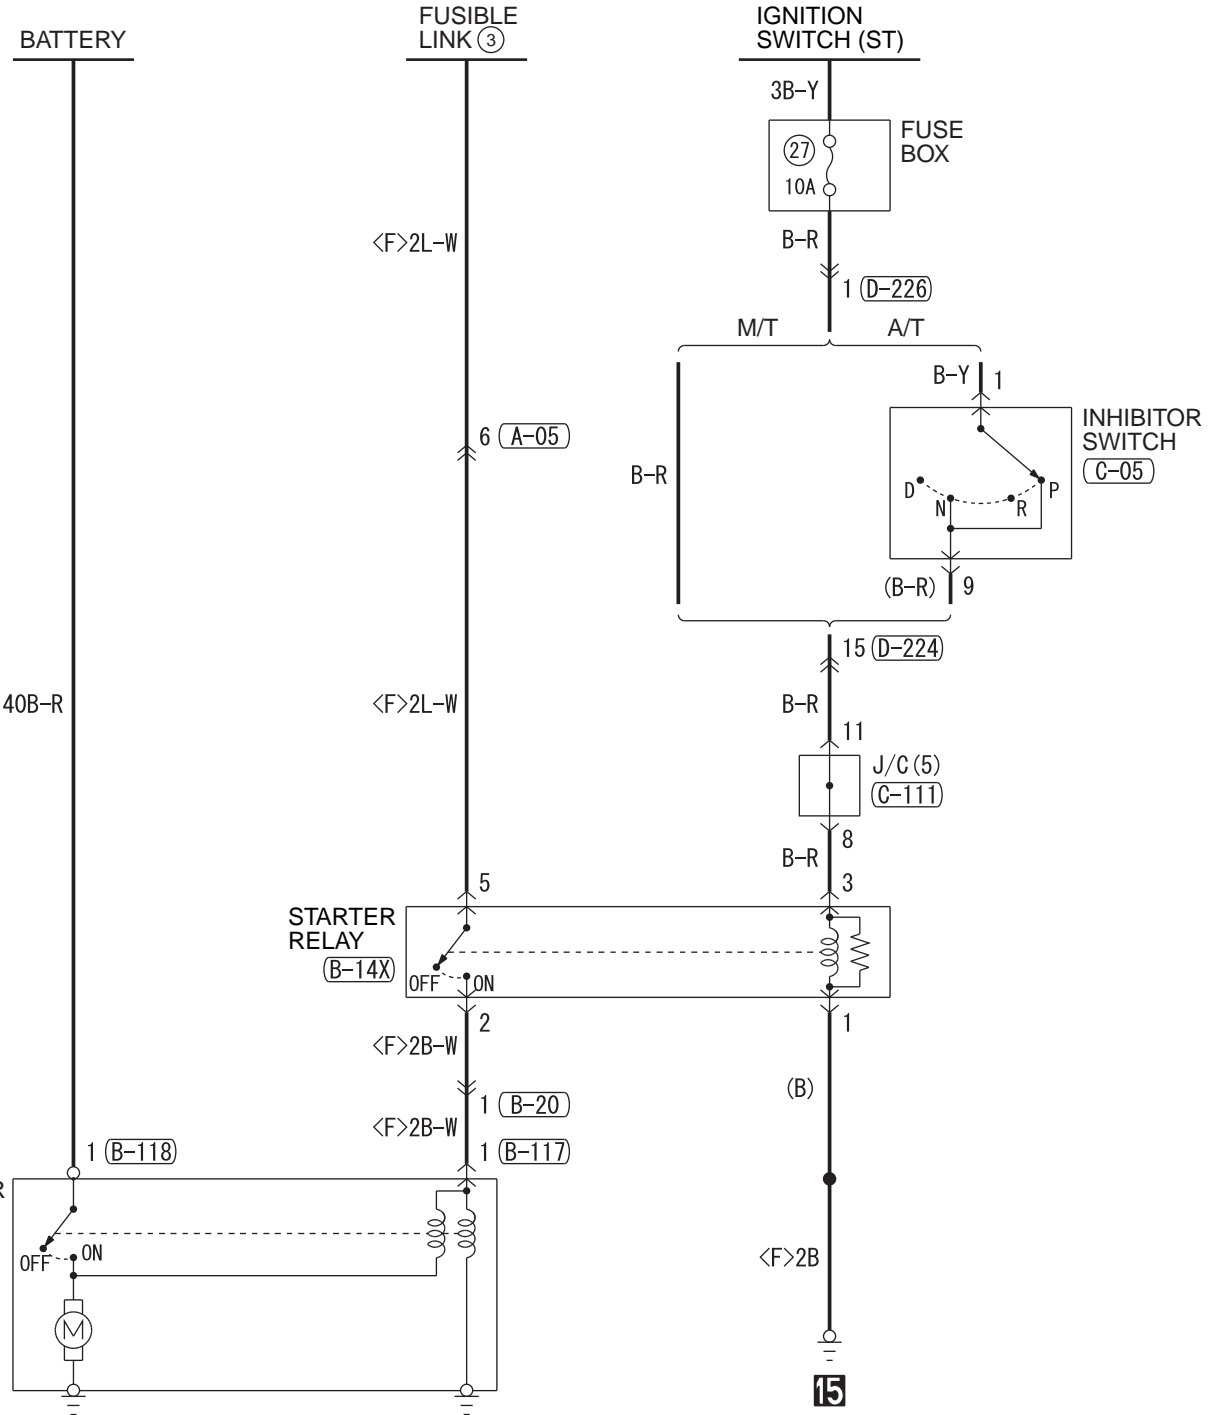 BATTERY
FUSIBLE
LINK 3
IGNITION
SWITCH (ST)
3B-Y
27
10A
FUSE
BOX
<F>2L-W
B-R
1 D-226
M/T
A/T
B-Y
1
INHIBITOR
SWITCH
C-05
6 A-05
B-R
D
N
R
P
(B-R)
9
15 D-224
40B-R
<F>2L-W
B-R
11
J/C(5)
C-111
8
B-R
5
3
STARTER
RELAY
B-14X
OFF
ON
2
1
<F>2B-W
(B)
1 B-20
<F>2B-W
1 B-118
1 B-117
R
OFF
ON
M
<F>2B
15